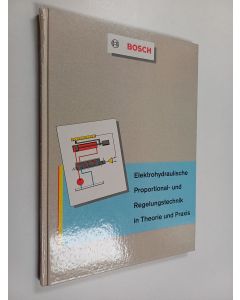 BOSCH
Elektrohydraulische
Proportional- und
Regelungstechnik
in Theorie und Praxis